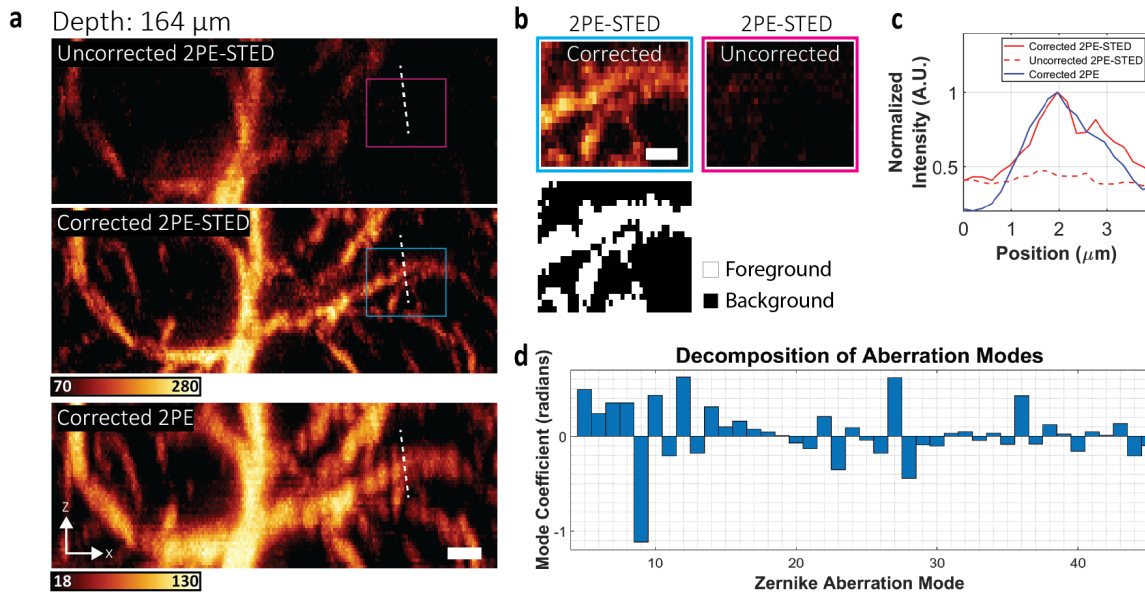 a
Depth: 164 μm
Uncorrected 2PE-STED
Corrected 2PE-STED
70 280
Corrected 2PE
z
x
18 130
b
2PE-STED 2PE-STED
Corrected Uncorrected
Foreground
Background
c
Corrected 2PE-STED
Uncorrected 2PE-STED
Corrected 2PE
Normalized
Intensity (A.U.)
1
0.5
0 1 2 3
Position (μm)
d
Decomposition of Aberration Modes
Mode Coefficient (radians)
0
-1
10 20 30 40
Zernike Aberration Mode